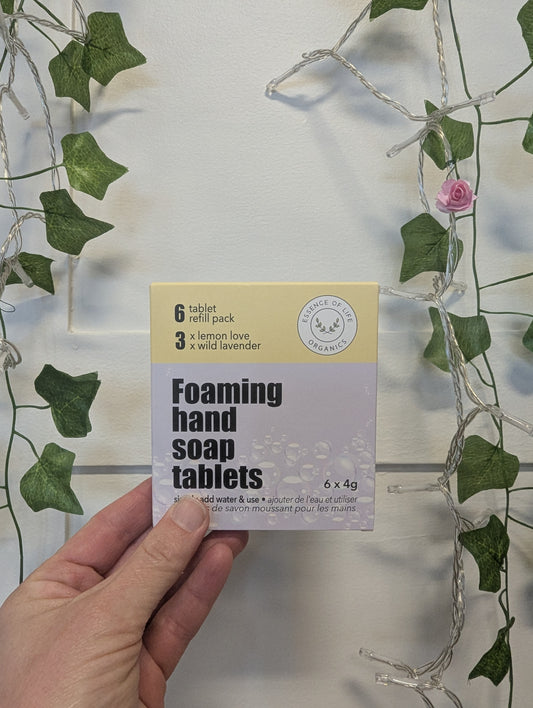 6 tablet
refill pack
3 x lemon love
x wild lavender
ESSENCE OF LIFE
ORGANICS
Foaming
hand
soap
tablets
6 x 4g
add water & use • ajouter de l'eau et utiliser
de savon moussant pour les mains